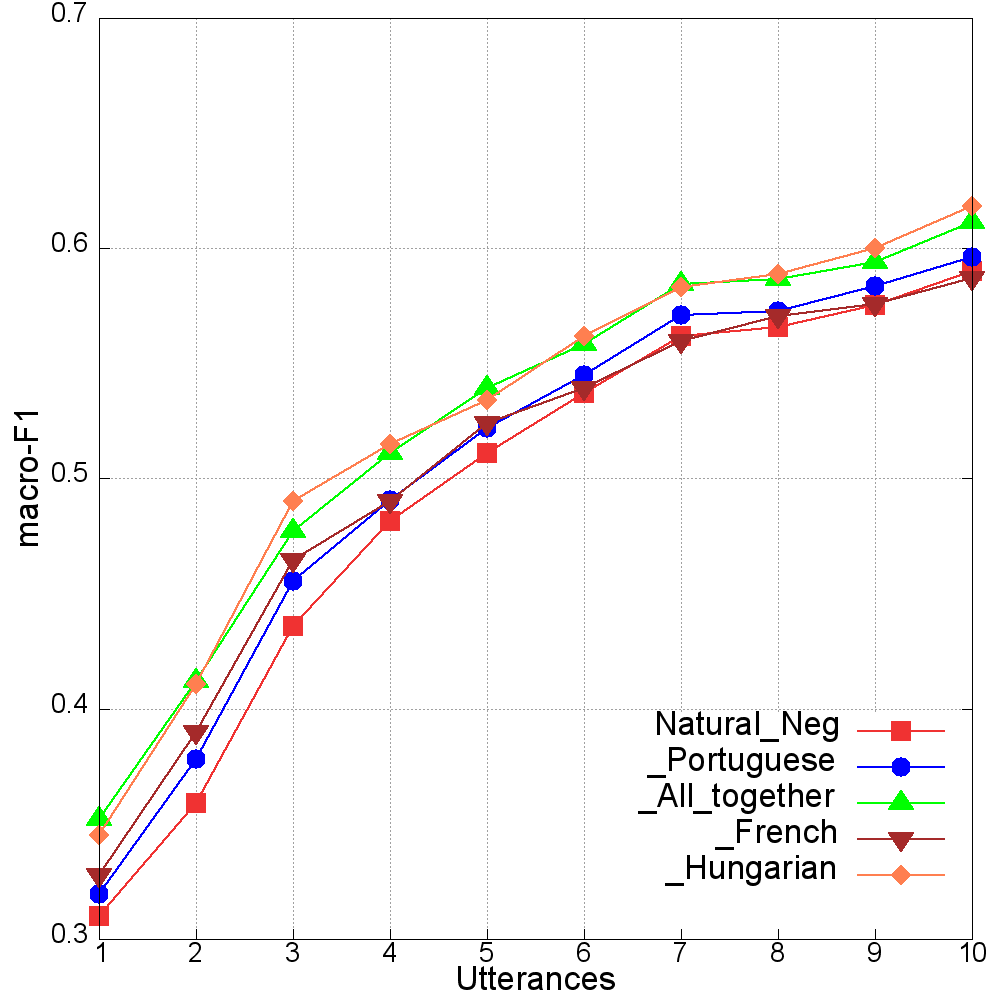 0.7
0.6
0.5
0.4
0.3
macro-F1
1 2 3 4 5 6 7 8 9 10
Utterances
Natural_Neg
_Portuguese
_All_together
_French
_Hungarian